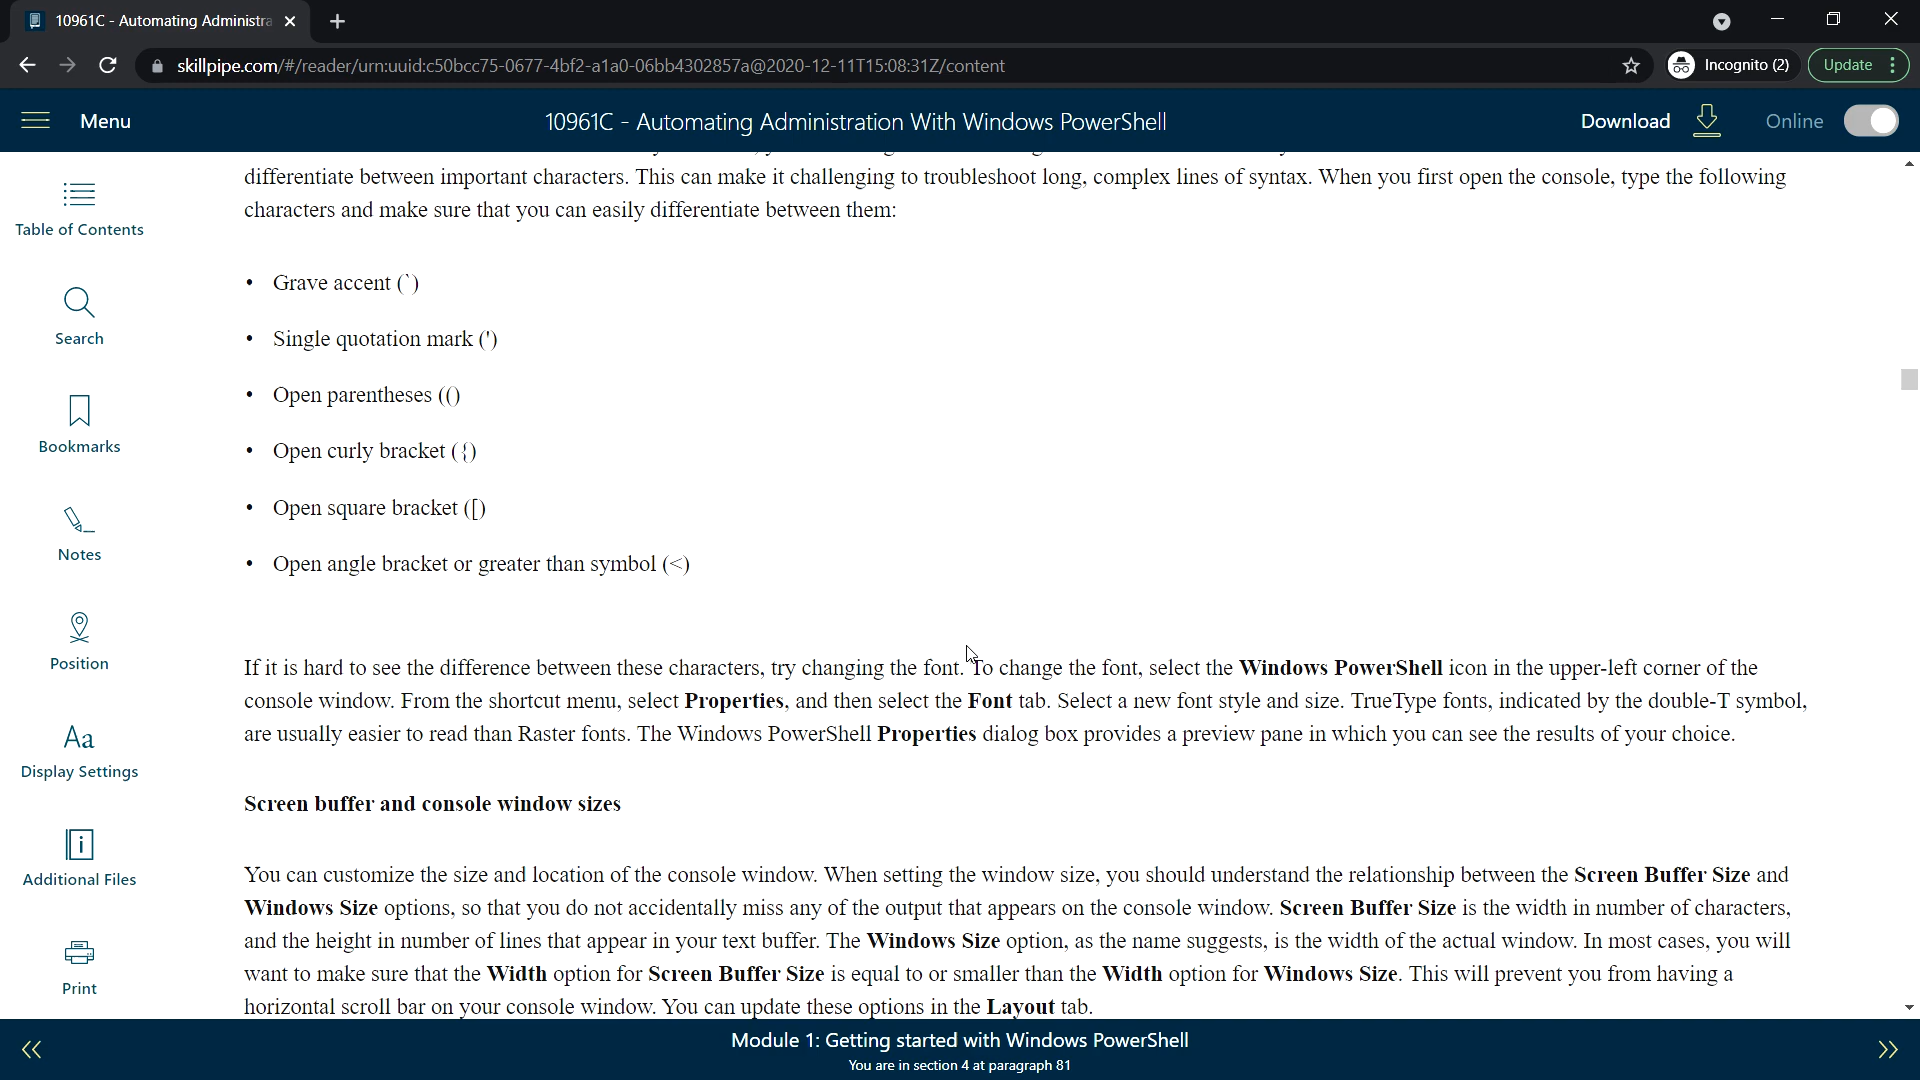 10961C - Automating Administra
skillpipe.com/#/reader/urn:uuid:c50bcc75-0677-4bf2-a1a0-06bb4302857a@2020-12-11T15:08:31Z/content
Incognito (2)
Update
Menu
10961C - Automating Administration With Windows PowerShell
Download
Online
Table of Contents
Search
Bookmarks
Notes
Position
Aa
Display Settings
Additional Files
Print
differentiate between important characters. This can make it challenging to troubleshoot long, complex lines of syntax. When you first open the console, type the following
characters and make sure that you can easily differentiate between them:
• Grave accent (`)
• Single quotation mark (')
• Open parentheses (()
• Open curly bracket ({)
• Open square bracket ([)
• Open angle bracket or greater than symbol (<)
If it is hard to see the difference between these characters, try changing the font. To change the font, select the Windows PowerShell icon in the upper-left corner of the
console window. From the shortcut menu, select Properties, and then select the Font tab. Select a new font style and size. TrueType fonts, indicated by the double-T symbol,
are usually easier to read than Raster fonts. The Windows PowerShell Properties dialog box provides a preview pane in which you can see the results of your choice.
Screen buffer and console window sizes
You can customize the size and location of the console window. When setting the window size, you should understand the relationship between the Screen Buffer Size and
Windows Size options, so that you do not accidentally miss any of the output that appears on the console window. Screen Buffer Size is the width in number of characters,
and the height in number of lines that appear in your text buffer. The Windows Size option, as the name suggests, is the width of the actual window. In most cases, you will
want to make sure that the Width option for Screen Buffer Size is equal to or smaller than the Width option for Windows Size. This will prevent you from having a
horizontal scroll bar on your console window. You can update these options in the Layout tab.
Module 1: Getting started with Windows PowerShell
You are in section 4 at paragraph 81